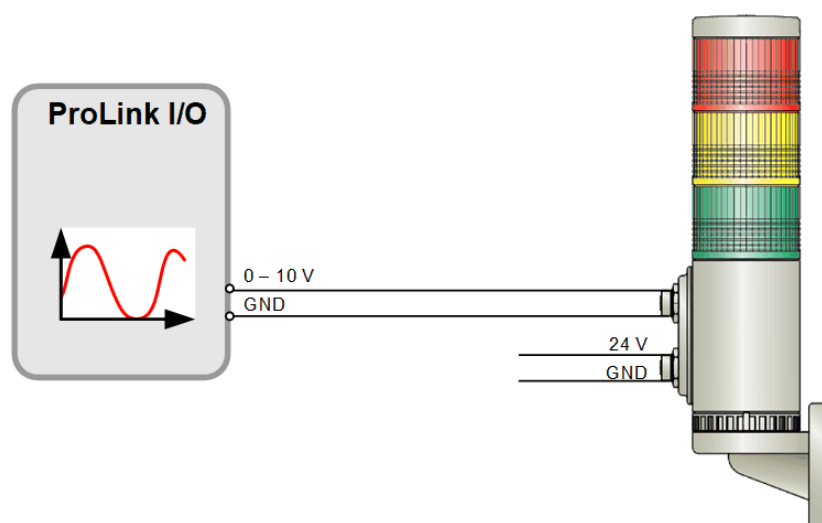 ProLink I/O
0 – 10 V
GND
24 V
GND